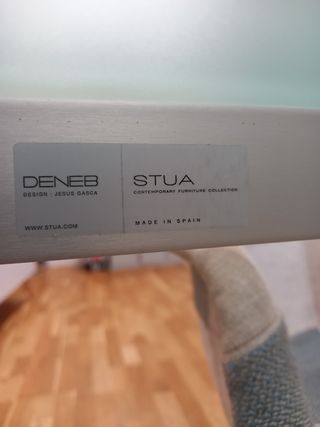 DENEB
DESIGN · JESUS GASCA
WWW.STUA.COM
STUA
CONTEMPORARY FURNITURE COLLECTION
MADE IN SPAIN